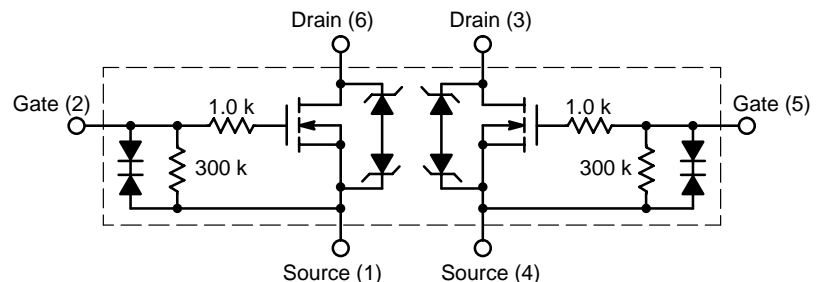 Drain (6)
Drain (3)
Gate (2)
1.0 k
1.0 k
Gate (5)
300 k
300 k
Source (1)
Source (4)